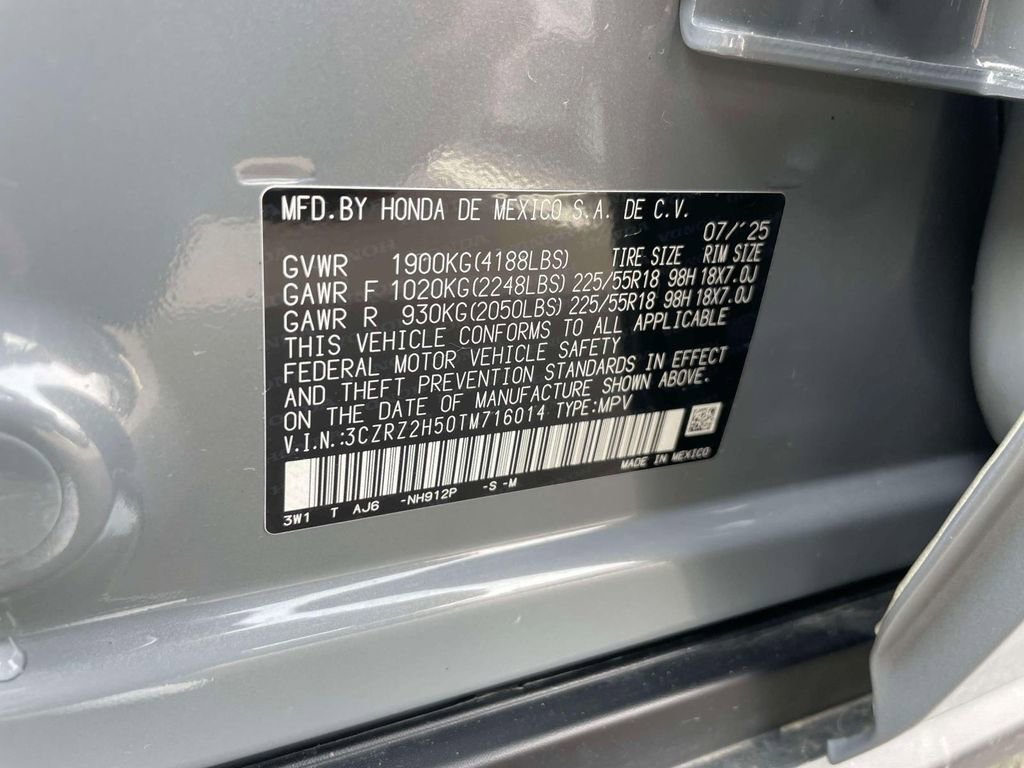 MFD.BY HONDA DE MEXICO S.A. DE C.V.
07/'25
GVWR 1900KG(4188LBS) TIRE SIZE RIM SIZE
GAWR F 1020KG(2248LBS) 225/55R18 98H 18X7.0J
GAWR R 930KG(2050LBS) 225/55R18 98H 18X7.0J
THIS VEHICLE CONFORMS TO ALL APPLICABLE
FEDERAL MOTOR VEHICLE SAFETY
AND THEFT PREVENTION STANDARDS IN EFFECT
ON THE DATE OF MANUFACTURE SHOWN ABOVE.
V.I.N.:3CZRZ2H50TM716014 TYPE:MPV
MADE IN MEXICO
3W1 T AJ6 -NH912P -S -M